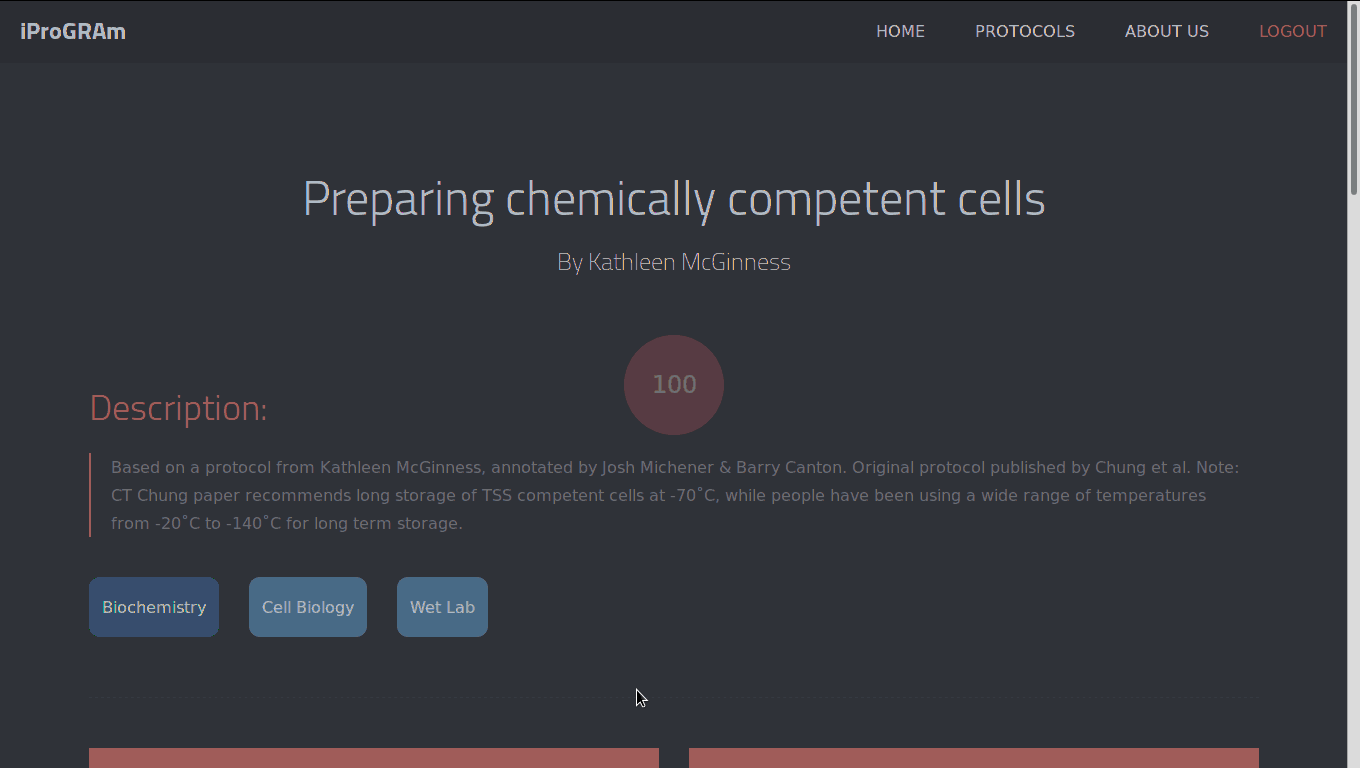 iProGRAm
HOME PROTOCOLS ABOUT US LOGOUT
Preparing chemically competent cells
By Kathleen McGinness
100
Description:
Based on a protocol from Kathleen McGinness, annotated by Josh Michener & Barry Canton. Original protocol published by Chung et al. Note:
CT Chung paper recommends long storage of TSS competent cells at -70˚C, while people have been using a wide range of temperatures
from -20˚C to -140˚C for long term storage.
Biochemistry Cell Biology Wet Lab